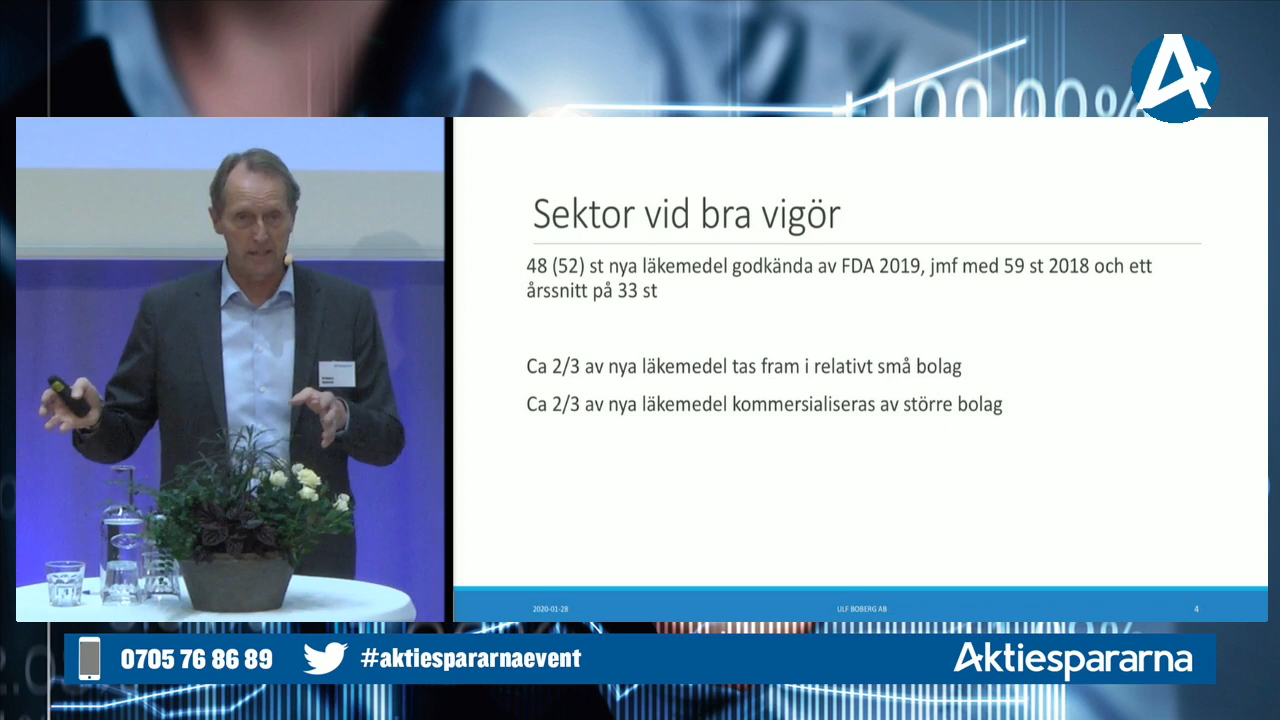 +100,00%
Sektor vid bra vigör
48 (52) st nya läkemedel godkända av FDA 2019, jmf med 59 st 2018 och ett
årssnitt på 33 st
Ca 2/3 av nya läkemedel tas fram i relativt små bolag
Ca 2/3 av nya läkemedel kommersialiseras av större bolag
2020-01-28
ULF BOBERG AB
4
0705 76 86 89
#aktiespararnaevent
Aktiespararna